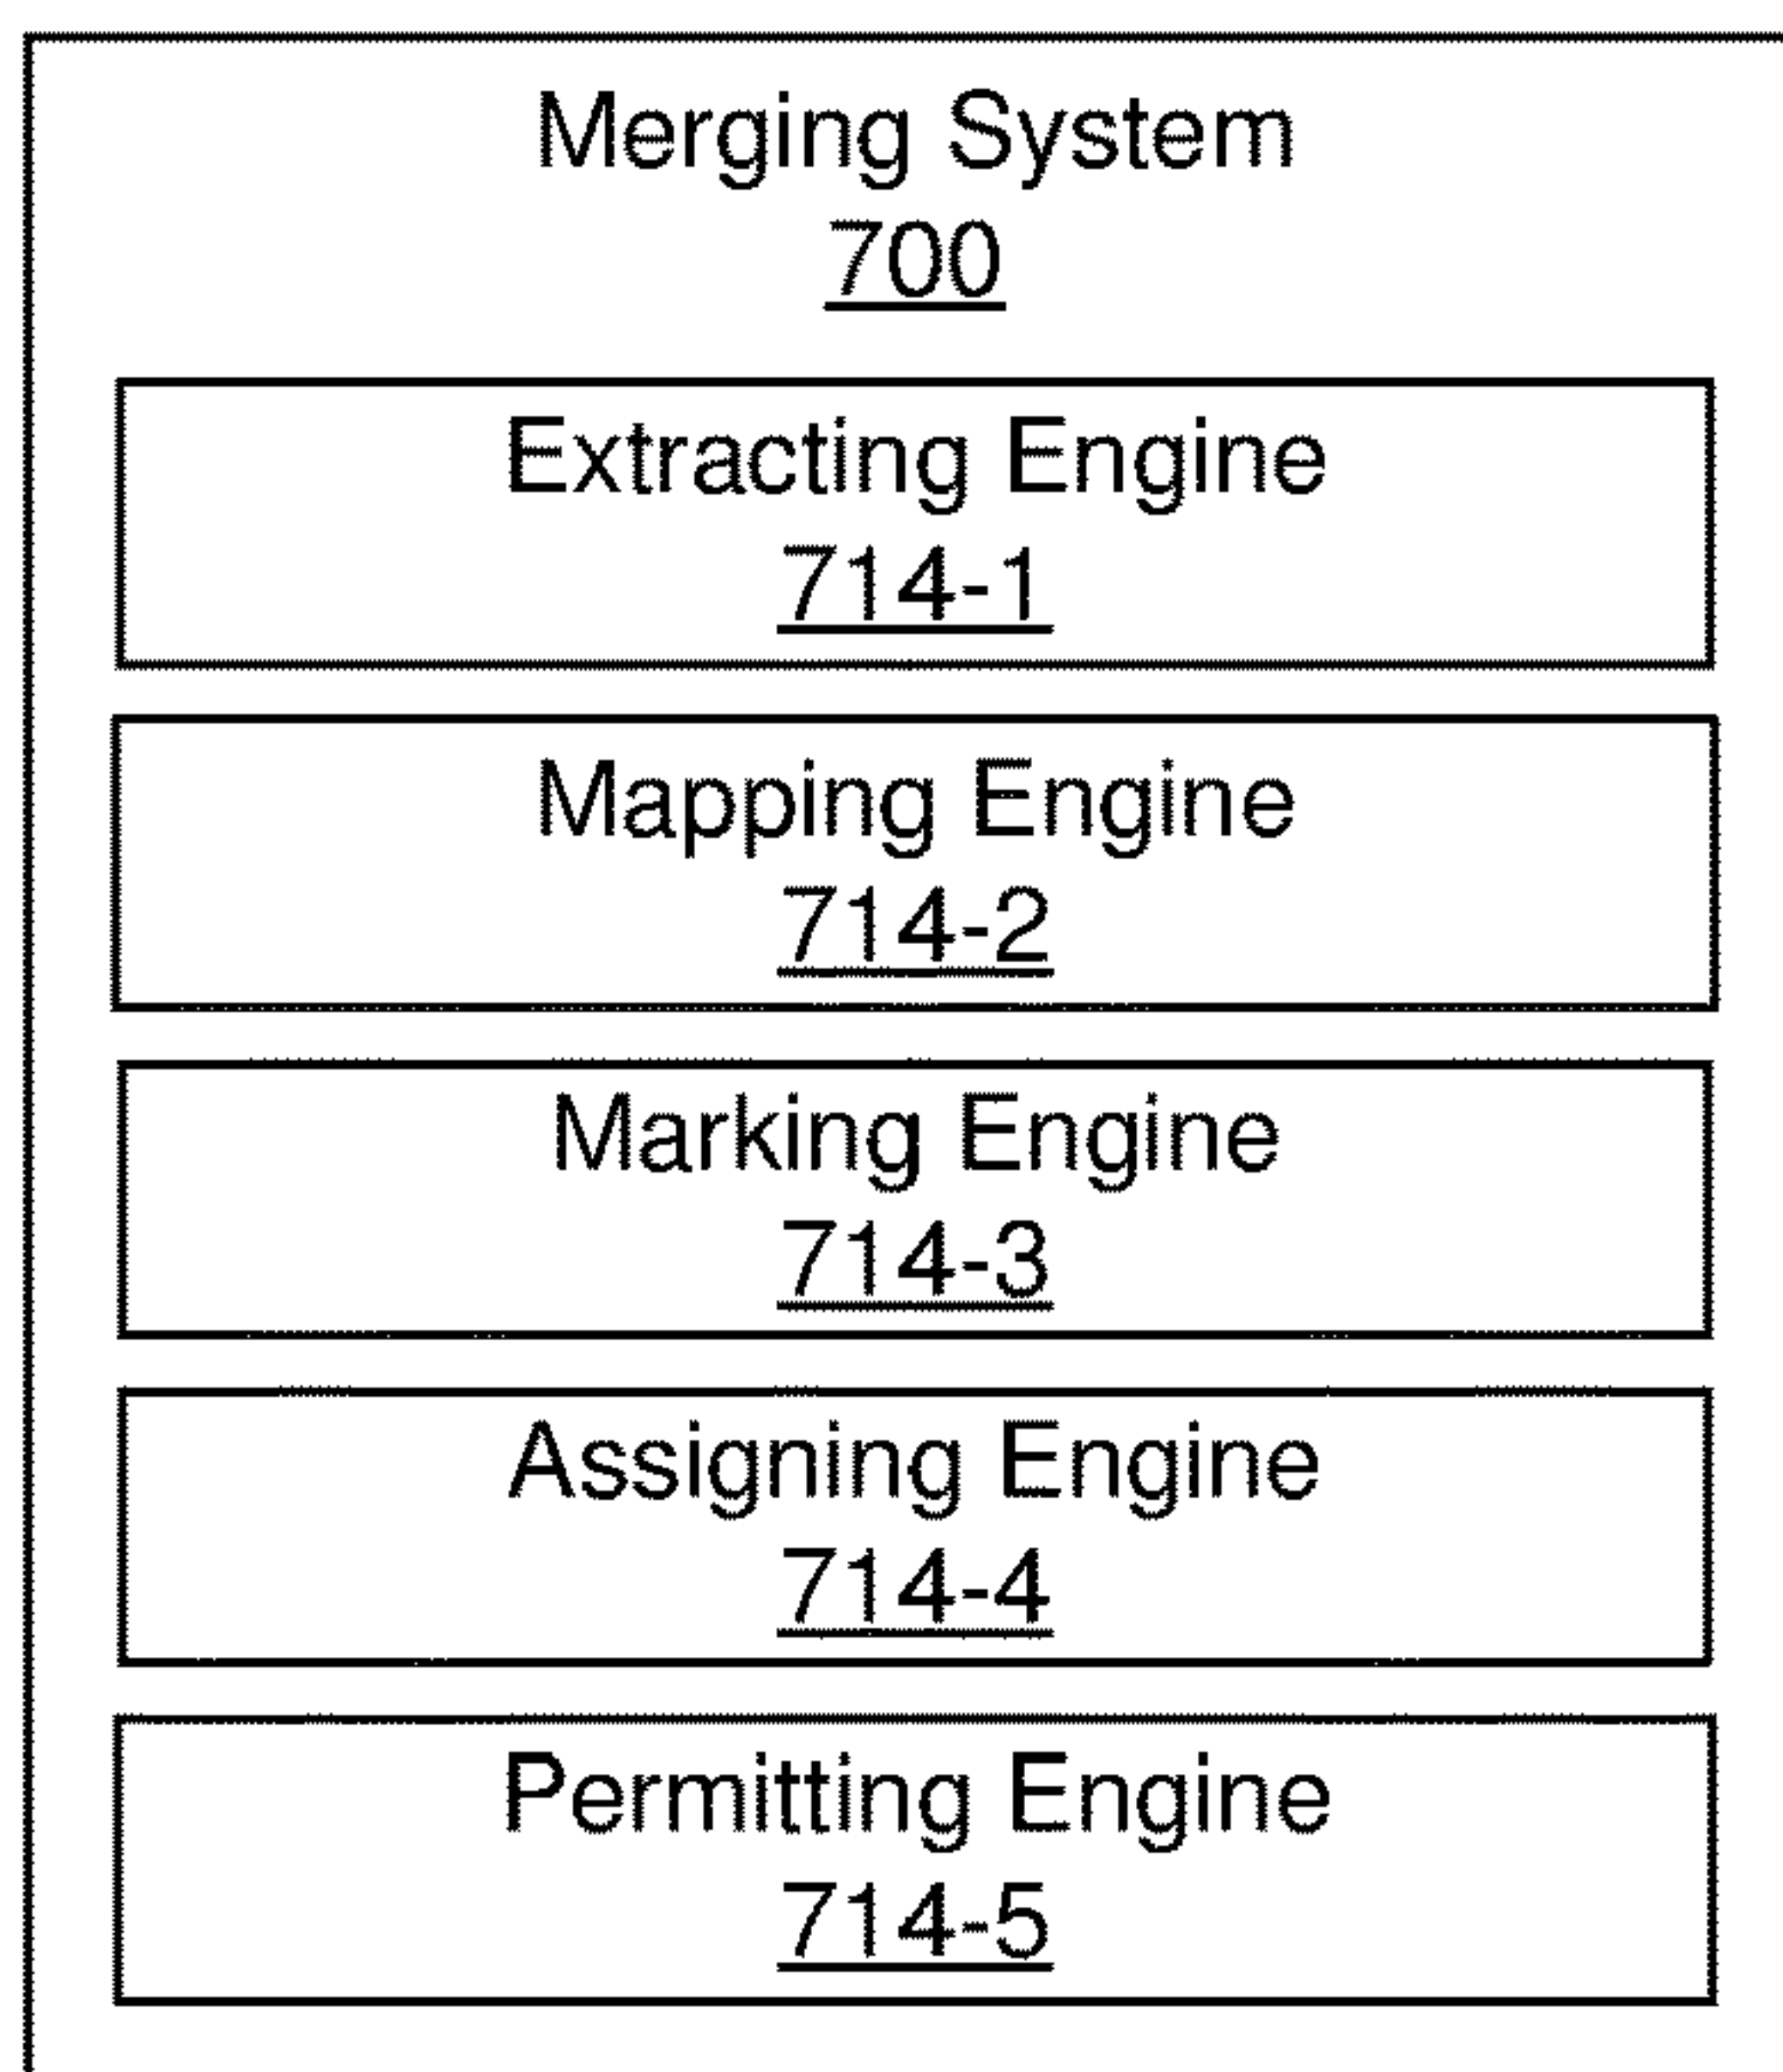 Merging System
700
Extracting Engine
714-1
Mapping Engine
714-2
Marking Engine
714-3
Assigning Engine
714-4
Permitting Engine
714-5